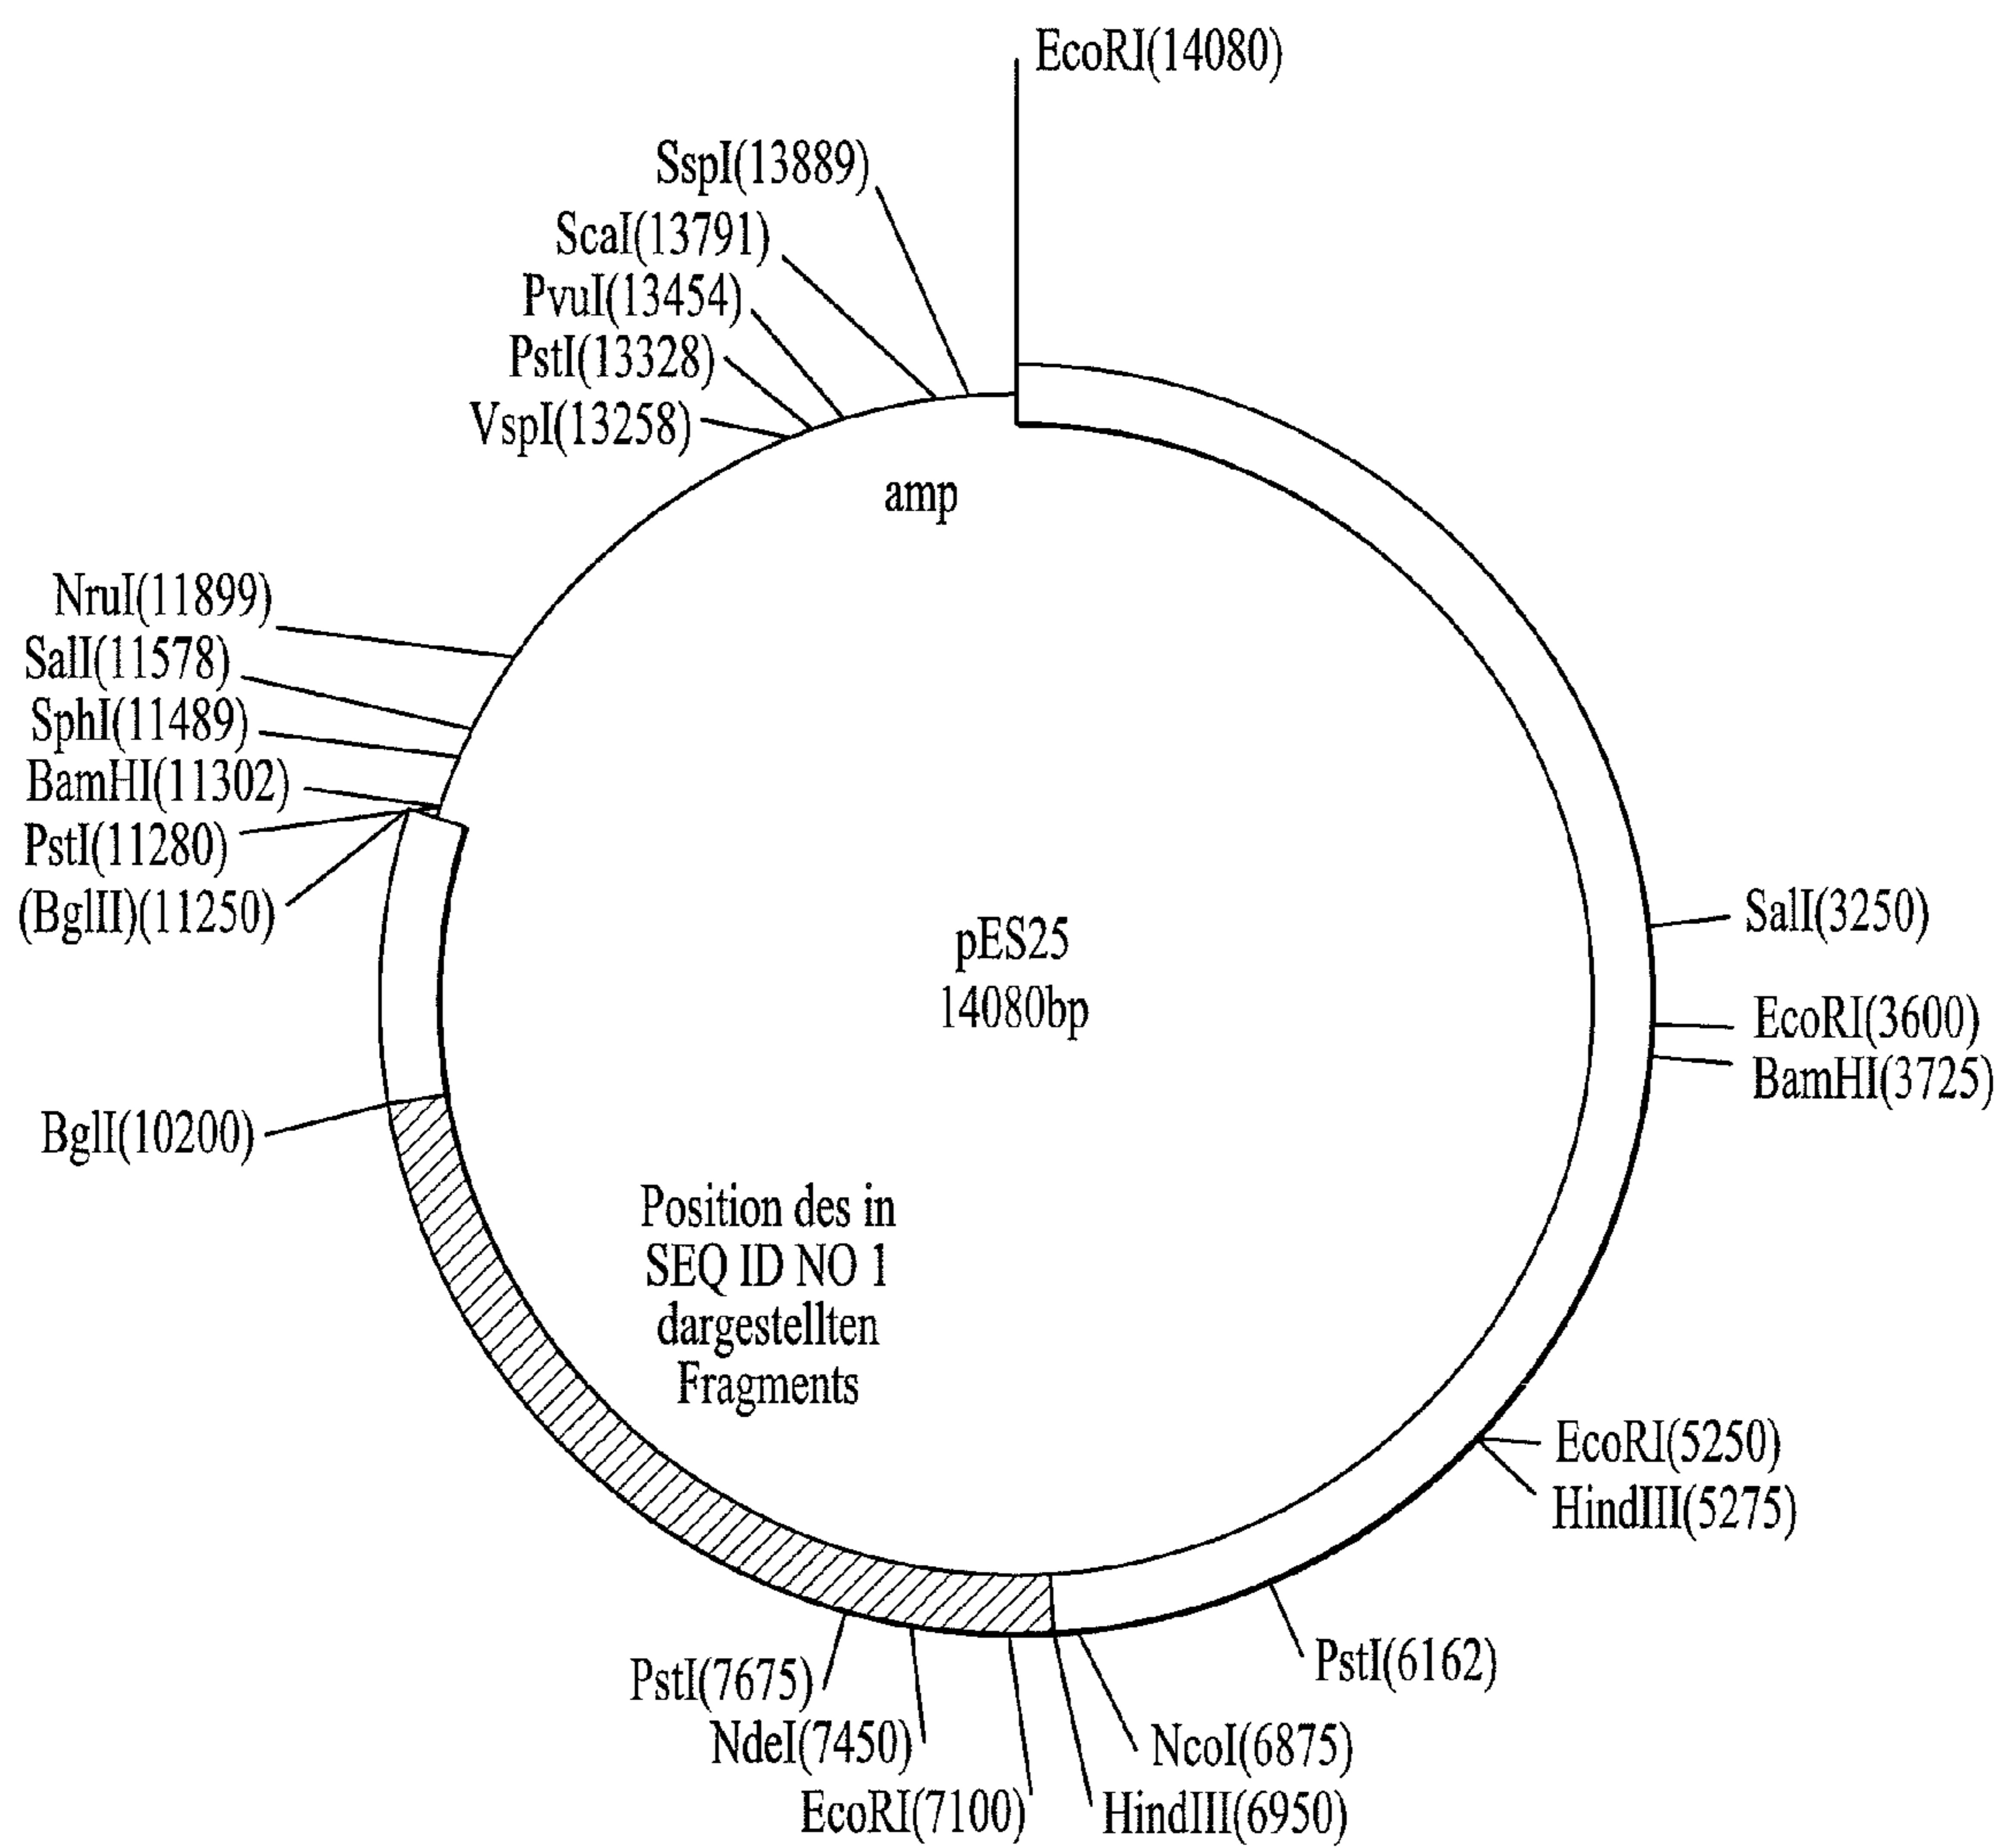 EcoRI(14080)
SspI(13889)
ScaI(13791)
PvuI(13454)
PstI(13328)
VspI(13258)
amp
NruI(11899)
SalI(11578)
SphI(11489)
BamHI(11302)
PstI(11280)
(BglII)(11250)
pES25
14080bp
SalI(3250)
EcoRI(3600)
BamHI(3725)
BglI(10200)
Position des in
SEQ ID NO 1
dargestellten
Fragments
EcoRI(5250)
HindIII(5275)
PstI(6162)
PstI(7675)
NdeI(7450)
EcoRI(7100)
NcoI(6875)
HindIII(6950)